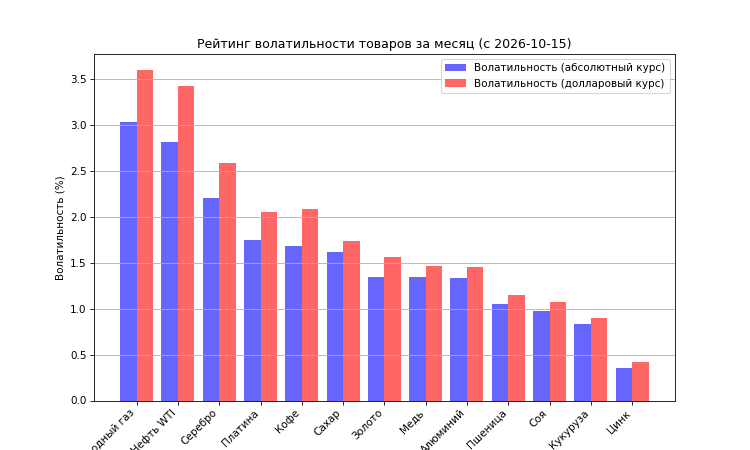 Рейтинг волатильности товаров за месяц (с 2026-10-15)
Волатильность (абсолютный курс)
Волатильность (долларовый курс)
Волатильность (%)
3.5
3.0
2.5
2.0
1.5
1.0
0.5
0.0
газ
Нефть WTI
Серебро
Платина
Кофе
Сахар
Золото
Медь
Алюминий
Пшеница
Соя
Кукуруза
Цинк